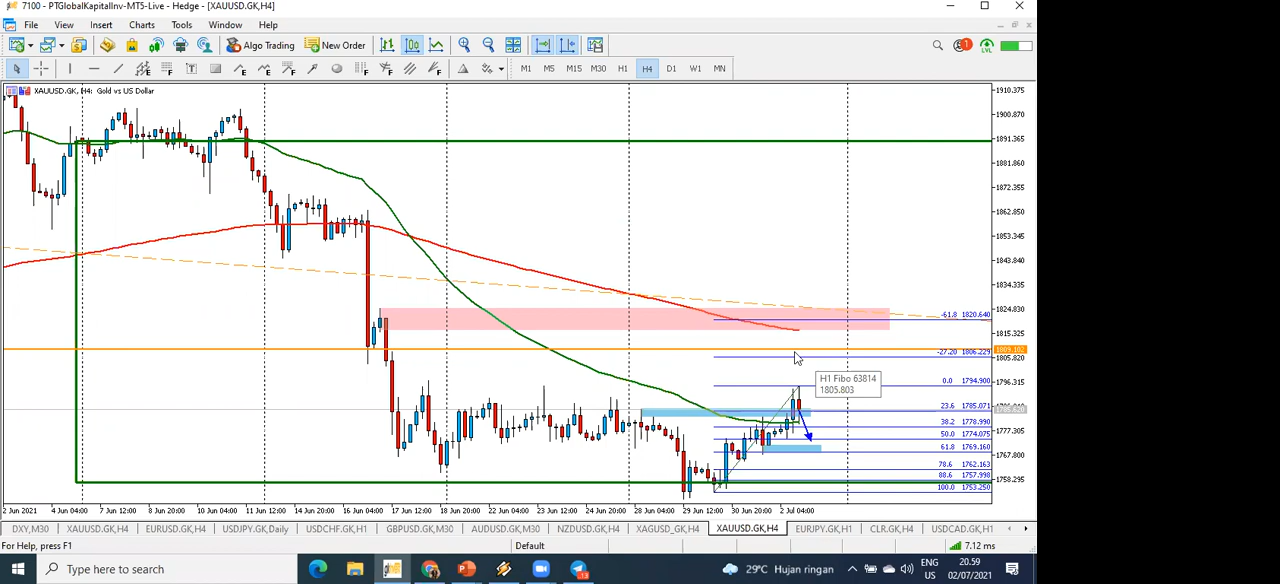 7100 - PTGlobalKapitalInv-MT5-Live - Hedge - [XAUUSD.GK,H4]
File View Insert Charts Tools Window Help
Algo Trading New Order
M1 M5 M15 M30 H1 H4 D1 W1 MN
XAUUSD.GK, H4: Gold vs US Dollar
1910.375
1900.870
1891.365
1881.860
1872.355
1862.850
1853.345
1843.840
1834.335
1824.830
-61.8 1820.640
1815.325
1809.102
-27.20 1806.229
1805.820
H1 Fibo 63814
1805.803
0.0 1794.900
1796.315
23.6 1785.071
1785.620
38.2 1778.990
1777.305
50.0 1774.075
61.8 1769.160
1767.800
78.6 1762.163
88.6 1757.998
1758.295
100.0 1753.250
2 Jun 2021 4 Jun 04:00 8 Jun 20:00 10 Jun 04:00 11 Jun 12:00 14 Jun 20:00 16 Jun 04:00 17 Jun 12:00 18 Jun 20:00 22 Jun 04:00 23 Jun 12:00 24 Jun 20:00 28 Jun 04:00 29 Jun 12:00 30 Jun 20:00 2 Jul 04:00
DXY,M30 XAUUSD.GK,H4 EURUSD.GK,H4 USDJPY.GK,Daily USDCHF.GK,H1 GBPUSD.GK,M30 AUDUSD.GK,M30 NZDUSD.GK,H4 XAGUSD_GK,H4 XAUUSD.GK,H4 EURJPY.GK,H1 CLR.GK,H4 USDCAD.GK,H1
For Help, press F1 Default 7.12 ms
Type here to search 29°C Hujan ringan ENG 20.59
US 02/07/2021